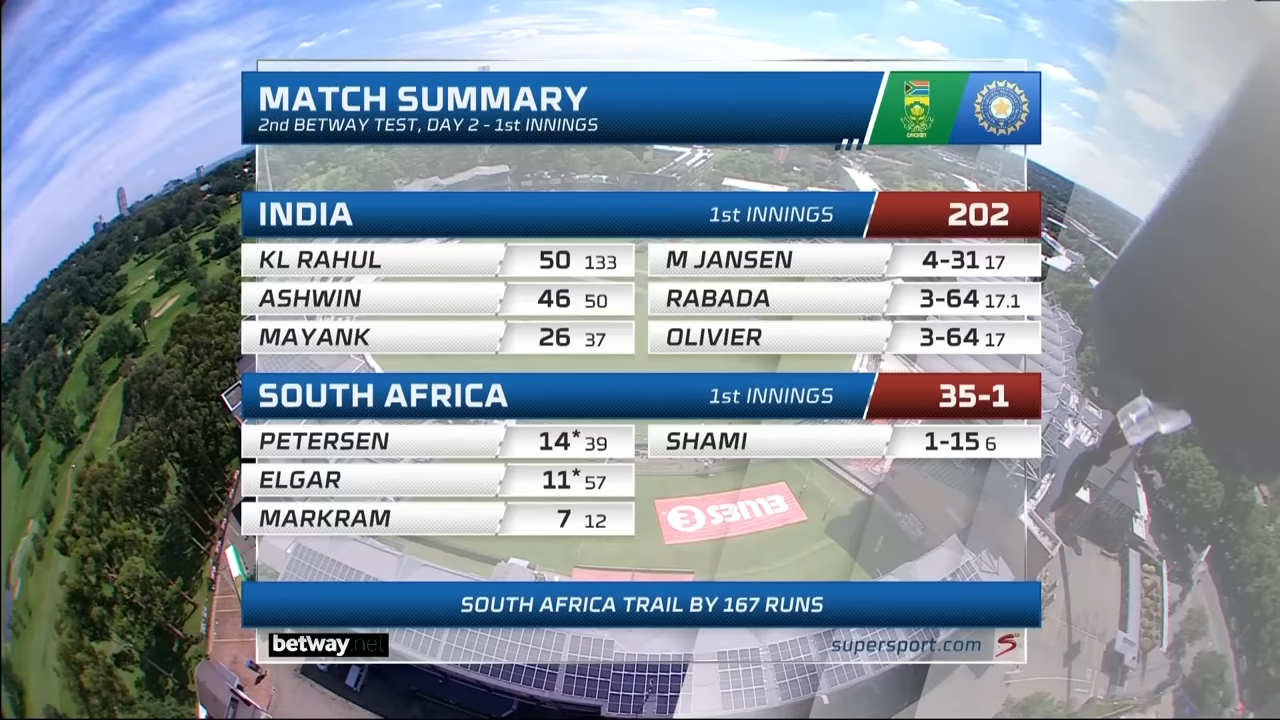 MATCH SUMMARY
2nd BETWAY TEST, DAY 2 - 1st INNINGS
CRICKET
INDIA 1st INNINGS 202
KL RAHUL 50 133 M JANSEN 4-31 17
ASHWIN 46 50 RABADA 3-64 17.1
MAYANK 26 37 OLIVIER 3-64 17
SOUTH AFRICA 1st INNINGS 35-1
PETERSEN 14* 39 SHAMI 1-15 6
ELGAR 11* 57
MARKRAM 7 12
SOUTH AFRICA TRAIL BY 167 RUNS
betway.net supersport.com